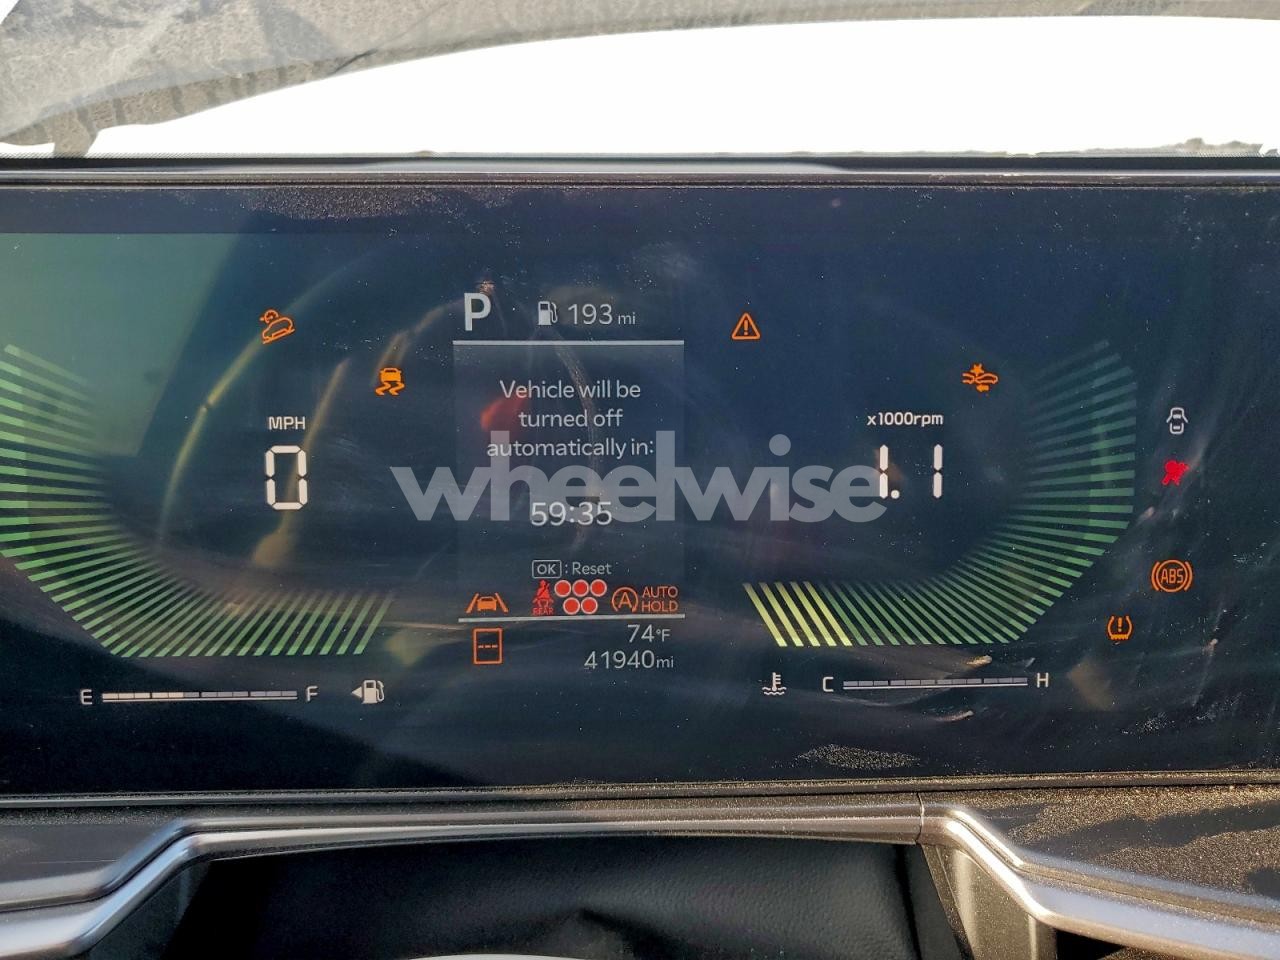 P 193 mi
Vehicle will be
turned off
automatically in:
59:35
OK : Reset
MPH
0
x1000rpm
1.1
wheelwise
REAR
A AUTO
HOLD
ABS
74°F
41940mi
E F
C H